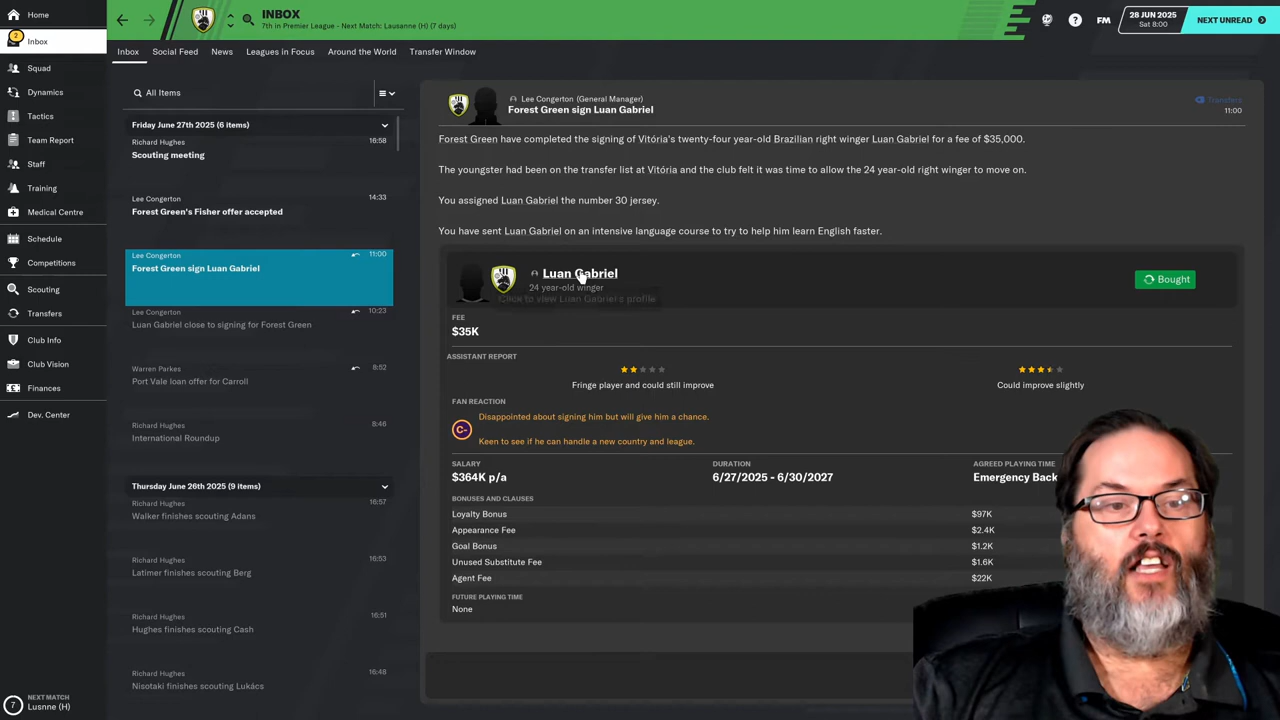 Home
INBOX
7th in Premier League - Next Match: Lausanne (H) (7 days)
FM
28 JUN 2025
Sat 8:00
NEXT UNREAD
2
Inbox
Squad
Dynamics
Tactics
Team Report
Staff
Training
Medical Centre
Schedule
Competitions
Scouting
Transfers
Club Info
Club Vision
Finances
Dev. Center
7
NEXT MATCH
Lusnne (H)
Inbox
Social Feed
News
Leagues in Focus
Around the World
Transfer Window
All Items
Friday June 27th 2025 (6 items)
Richard Hughes
16:58
Scouting meeting
Lee Congerton
14:33
Forest Green's Fisher offer accepted
Lee Congerton
11:00
Forest Green sign Luan Gabriel
Lee Congerton
10:23
Luan Gabriel close to signing for Forest Green
Warren Parkes
8:52
Port Vale loan offer for Carroll
Richard Hughes
8:46
International Roundup
Thursday June 26th 2025 (9 items)
Richard Hughes
16:57
Walker finishes scouting Adans
Richard Hughes
16:53
Latimer finishes scouting Berg
Richard Hughes
16:51
Hughes finishes scouting Cash
Richard Hughes
16:48
Nisotaki finishes scouting Lukács
Lee Congerton (General Manager)
Forest Green sign Luan Gabriel
Transfers
11:00
Forest Green have completed the signing of Vitória's twenty-four year-old Brazilian right winger Luan Gabriel for a fee of $35,000.
The youngster had been on the transfer list at Vitória and the club felt it was time to allow the 24 year-old right winger to move on.
You assigned Luan Gabriel the number 30 jersey.
You have sent Luan Gabriel on an intensive language course to try to help him learn English faster.
Luan Gabriel
24 year-old winger
Click to view Luan Gabriel's profile
Bought
FEE
$35K
ASSISTANT REPORT
Fringe player and could still improve
Could improve slightly
FAN REACTION
C-
Disappointed about signing him but will give him a chance.
Keen to see if he can handle a new country and league.
SALARY
$364K p/a
DURATION
6/27/2025 - 6/30/2027
AGREED PLAYING TIME
Emergency Back
BONUSES AND CLAUSES
Loyalty Bonus
$97K
Appearance Fee
$2.4K
Goal Bonus
$1.2K
Unused Substitute Fee
$1.6K
Agent Fee
$22K
FUTURE PLAYING TIME
None